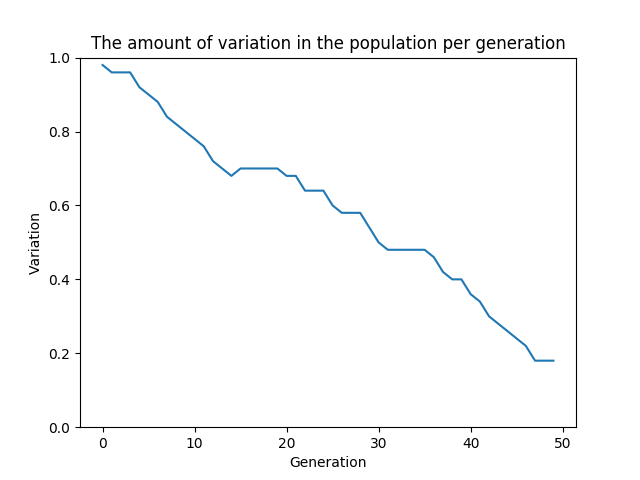 The amount of variation in the population per generation
1.0
0.8
0.6
0.4
0.2
0.0
Variation
0 10 20 30 40 50
Generation